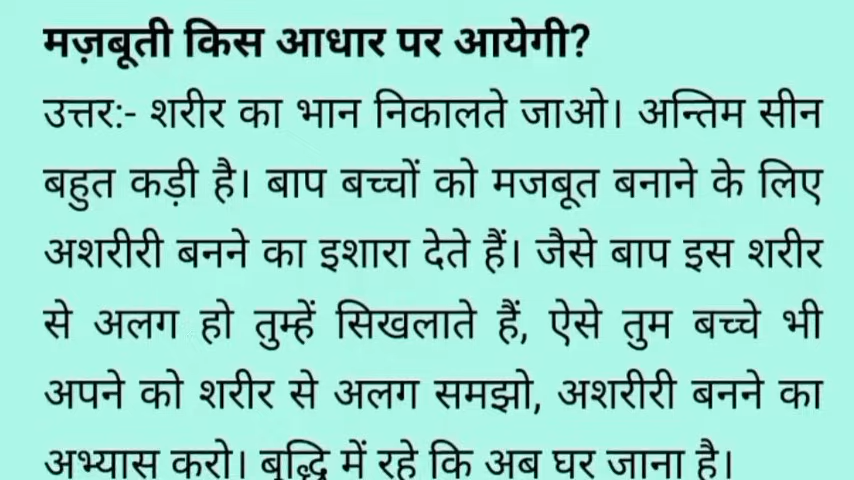 मज़बूती किस आधार पर आयेगी?
उत्तर:- शरीर का भान निकालते जाओ। अन्तिम सीन
बहुत कड़ी है। बाप बच्चों को मजबूत बनाने के लिए
अशरीरी बनने का इशारा देते हैं। जैसे बाप इस शरीर
से अलग हो तुम्हें सिखलाते हैं, ऐसे तुम बच्चे भी
अपने को शरीर से अलग समझो, अशरीरी बनने का
अभ्यास करो। बुद्धि में रहे कि अब घर जाना है।